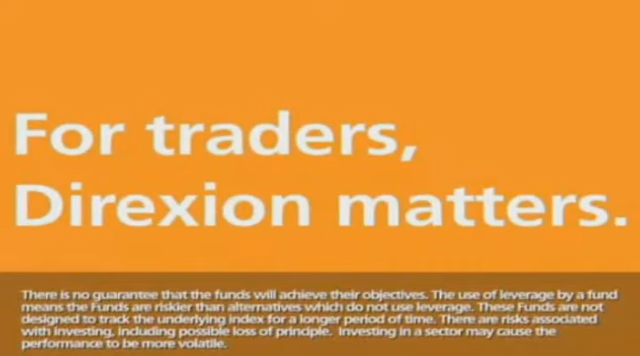 For traders,
Direxion matters.
There is no guarantee that the funds will achieve their objectives. The use of leverage by a fund
means the Funds are riskier than alternatives which do not use leverage. These Funds are not
designed to track the underlying index for a longer period of time. There are risks associated
with investing, including possible loss of principle. Investing in a sector may cause the
performance to be more volatile.